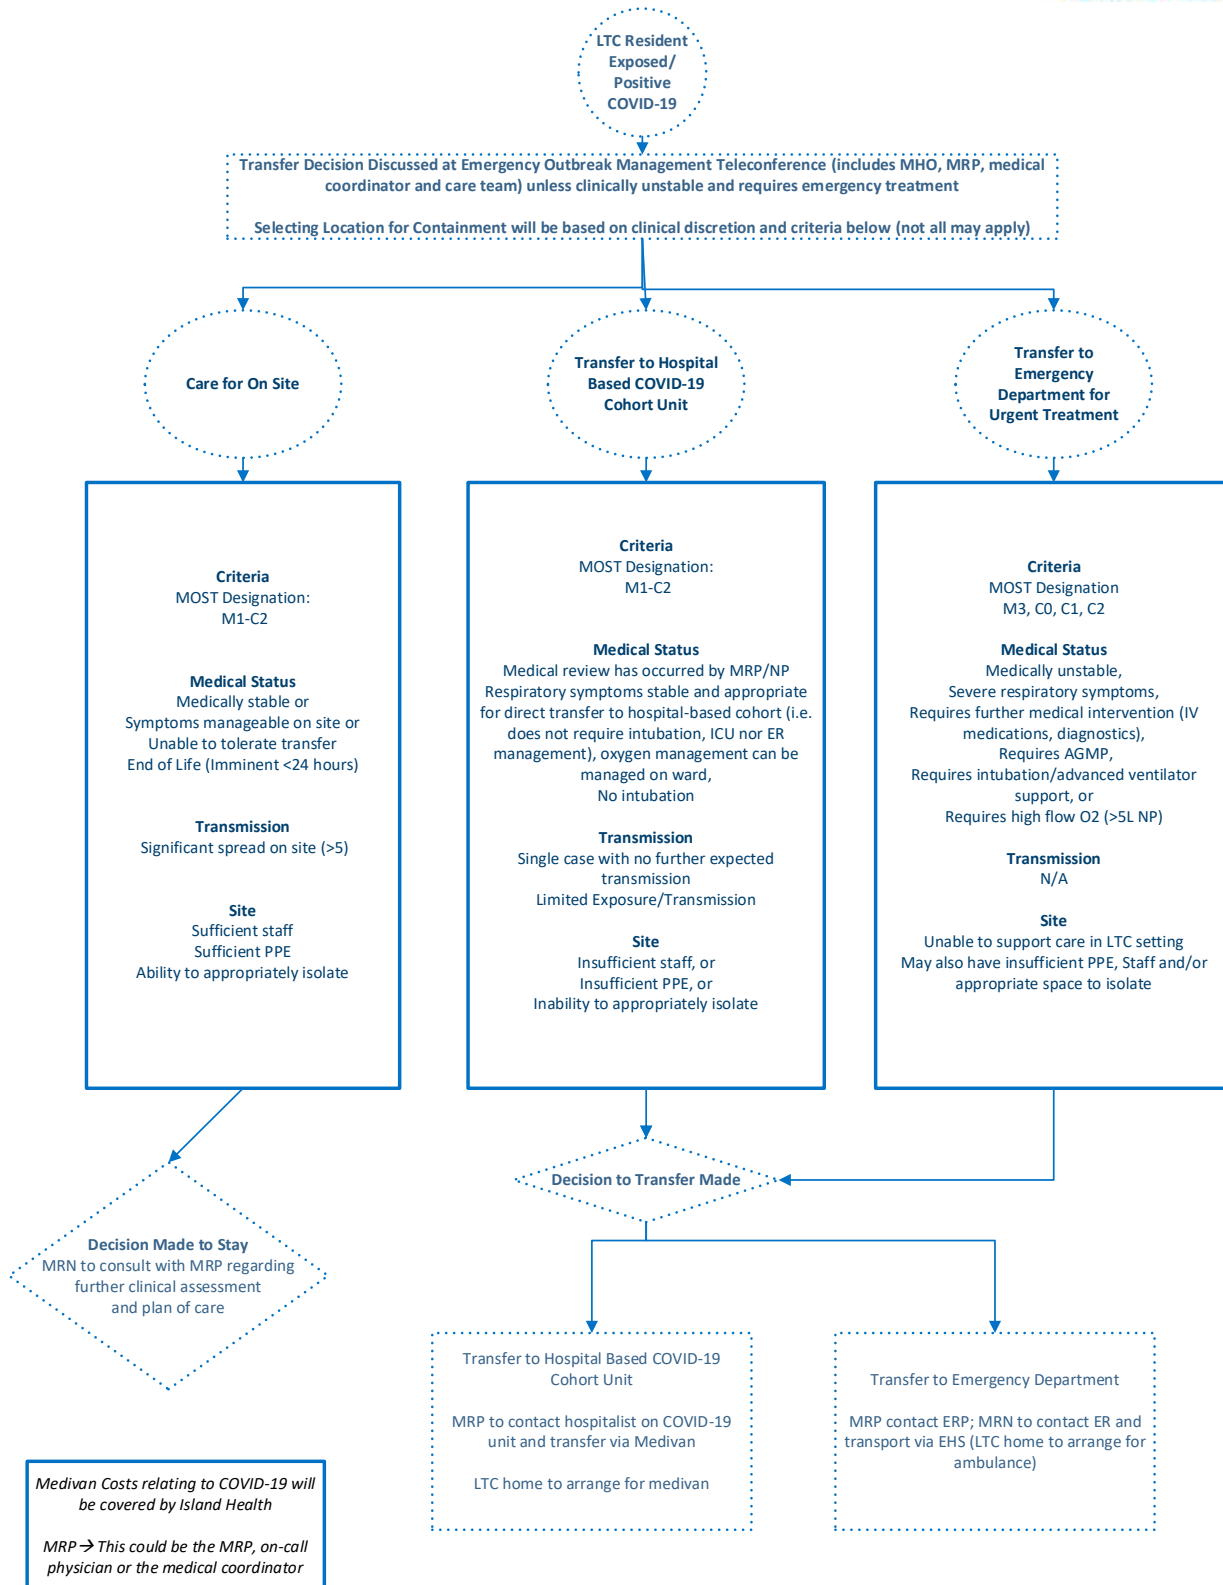 LTC Resident
Exposed/
Positive
COVID-19
Transfer Decision Discussed at Emergency Outbreak Management Teleconference (includes MHO, MRP, medical
coordinator and care team) unless clinically unstable and requires emergency treatment
Selecting Location for Containment will be based on clinical discretion and criteria below (not all may apply)
Care for On Site
Transfer to Hospital
Based COVID-19
Cohort Unit
Transfer to
Emergency
Department for
Urgent Treatment
Criteria
MOST Designation:
M1-C2
Medical Status
Medically stable or
Symptoms manageable on site or
Unable to tolerate transfer
End of Life (Imminent <24 hours)
Transmission
Significant spread on site (>5)
Site
Sufficient staff
Sufficient PPE
Ability to appropriately isolate
Criteria
MOST Designation:
M1-C2
Medical Status
Medical review has occurred by MRP/NP
Respiratory symptoms stable and appropriate
for direct transfer to hospital-based cohort (i.e.
does not require intubation, ICU nor ER
management), oxygen management can be
managed on ward,
No intubation
Transmission
Single case with no further expected
transmission
Limited Exposure/Transmission
Site
Insufficient staff, or
Insufficient PPE, or
Inability to appropriately isolate
Criteria
MOST Designation
M3, C0, C1, C2
Medical Status
Medically unstable,
Severe respiratory symptoms,
Requires further medical intervention (IV
medications, diagnostics),
Requires AGMP,
Requires intubation/advanced ventilator
support, or
Requires high flow O2 (>5L NP)
Transmission
N/A
Site
Unable to support care in LTC setting
May also have insufficient PPE, Staff and/or
appropriate space to isolate
Decision to Transfer Made
Decision Made to Stay
MRN to consult with MRP regarding
further clinical assessment
and plan of care
Transfer to Hospital Based COVID-19
Cohort Unit
MRP to contact hospitalist on COVID-19
unit and transfer via Medivan
LTC home to arrange for medivan
Transfer to Emergency Department
MRP contact ERP; MRN to contact ER and
transport via EHS (LTC home to arrange for
ambulance)
Medivan Costs relating to COVID-19 will
be covered by Island Health
MRP → This could be the MRP, on-call
physician or the medical coordinator